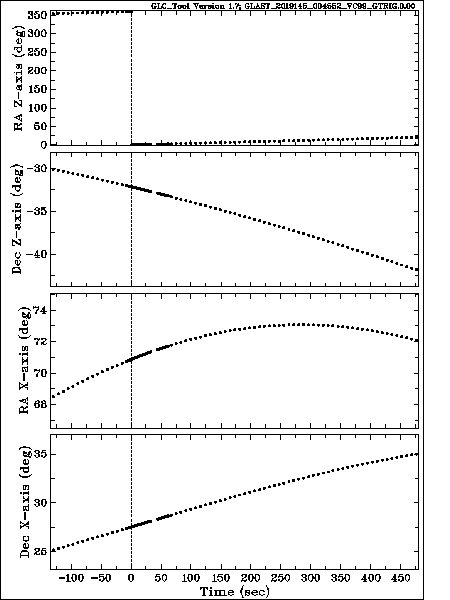 GLC_Tool Version 1.7; GLAST_2019145_004552_VC99_GTRIG.0.00
RA Z-axis (deg)
350
300
250
200
150
100
50
0
Dec Z-axis (deg)
-30
-35
-40
RA X-axis (deg)
74
72
70
68
Dec X-axis (deg)
35
30
25
-100 -50 0 50 100 150 200 250 300 350 400 450
Time (sec)